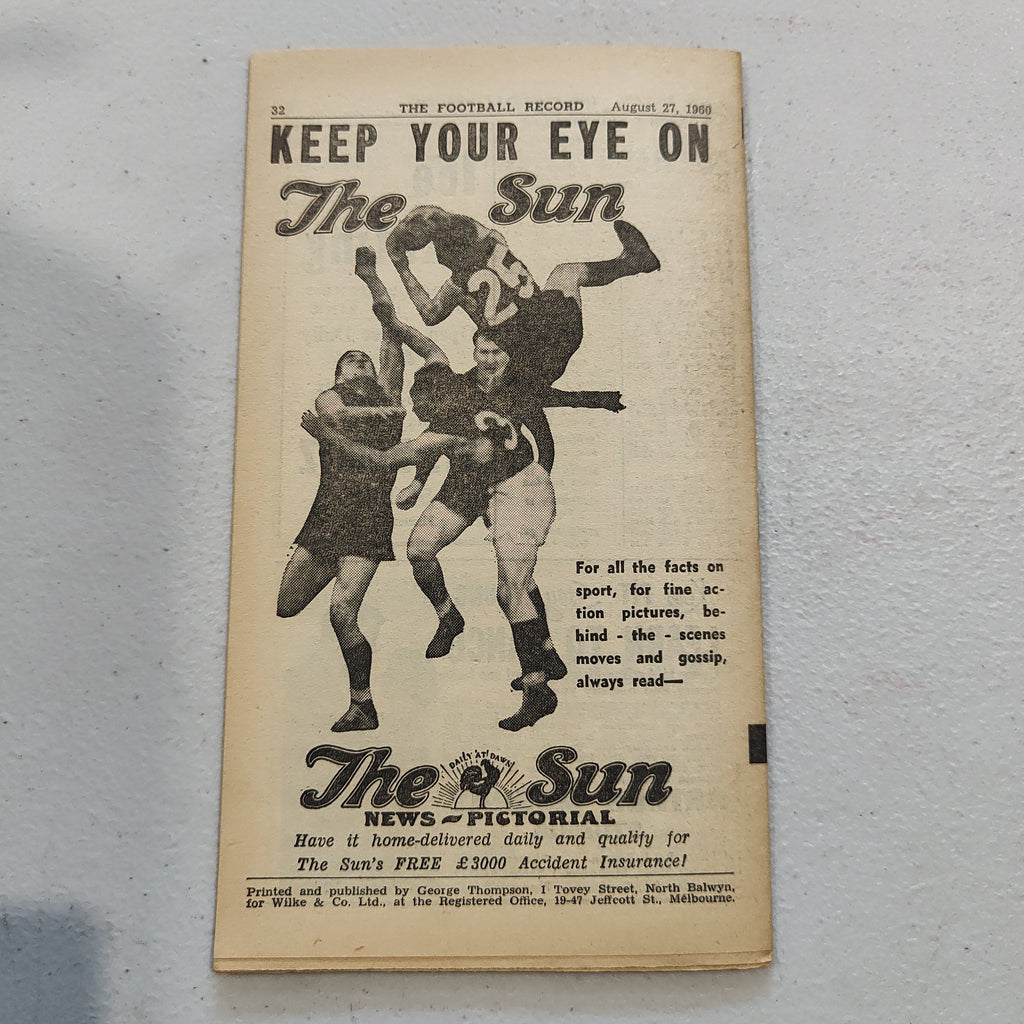 32 THE FOOTBALL RECORD August 27, 1960
KEEP YOUR EYE ON
The Sun
25
3
For all the facts on
sport, for fine ac-
tion pictures, be-
hind - the - scenes
moves and gossip,
always read—
The Sun
DAILY AT DAWN
NEWS - PICTORIAL
Have it home-delivered daily and qualify for
The Sun's FREE £3000 Accident Insurance!
Printed and published by George Thompson, 1 Tovey Street, North Balwyn,
for Wilke & Co. Ltd., at the Registered Office, 19-47 Jeffcott St., Melbourne.